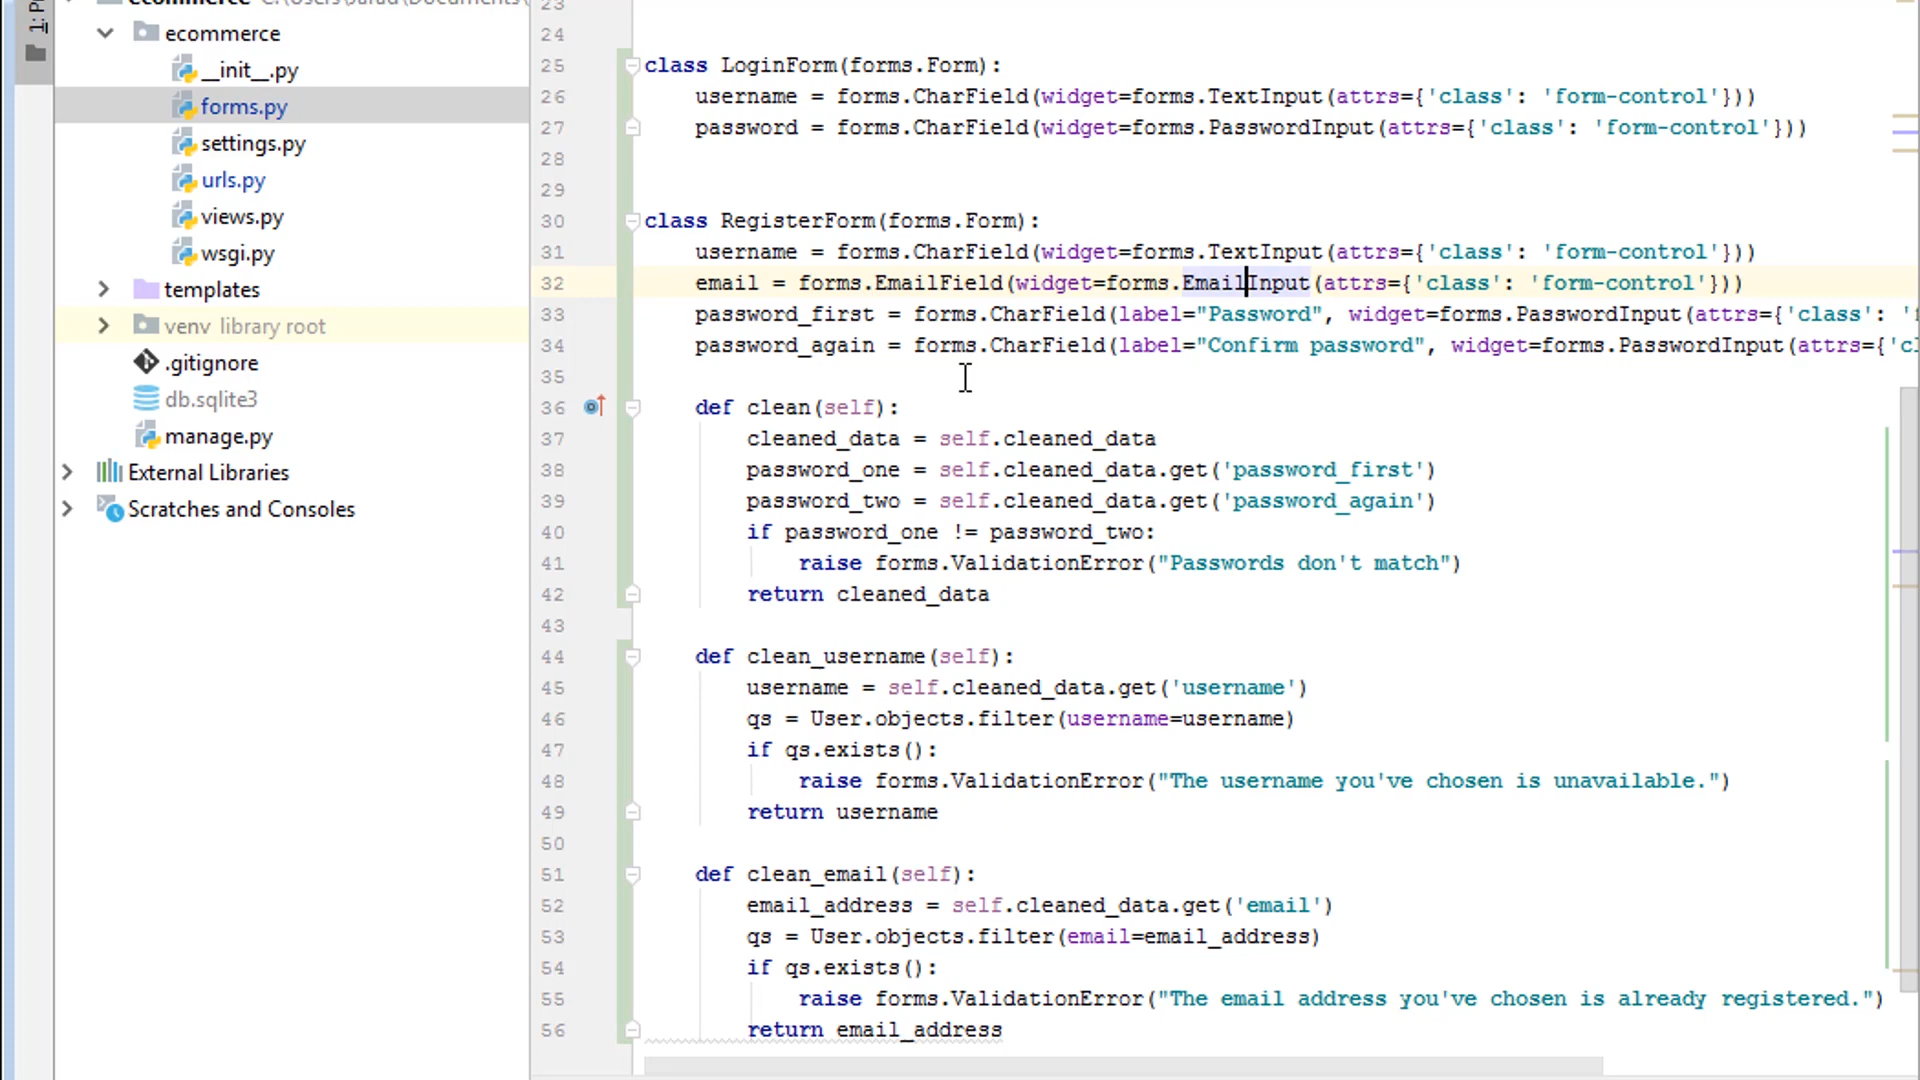 1: P
ecommerce C:\Users\Jarad\Documents\
ecommerce
__init__.py
forms.py
settings.py
urls.py
views.py
wsgi.py
templates
venv library root
.gitignore
db.sqlite3
manage.py
External Libraries
Scratches and Consoles
23
24
25 class LoginForm(forms.Form):
26 username = forms.CharField(widget=forms.TextInput(attrs={'class': 'form-control'}))
27 password = forms.CharField(widget=forms.PasswordInput(attrs={'class': 'form-control'}))
28
29
30 class RegisterForm(forms.Form):
31 username = forms.CharField(widget=forms.TextInput(attrs={'class': 'form-control'}))
32 email = forms.EmailField(widget=forms.EmailInput(attrs={'class': 'form-control'}))
33 password_first = forms.CharField(label="Password", widget=forms.PasswordInput(attrs={'class': 'f
34 password_again = forms.CharField(label="Confirm password", widget=forms.PasswordInput(attrs={'cl
35
36 def clean(self):
37 cleaned_data = self.cleaned_data
38 password_one = self.cleaned_data.get('password_first')
39 password_two = self.cleaned_data.get('password_again')
40 if password_one != password_two:
41 raise forms.ValidationError("Passwords don't match")
42 return cleaned_data
43
44 def clean_username(self):
45 username = self.cleaned_data.get('username')
46 qs = User.objects.filter(username=username)
47 if qs.exists():
48 raise forms.ValidationError("The username you've chosen is unavailable.")
49 return username
50
51 def clean_email(self):
52 email_address = self.cleaned_data.get('email')
53 qs = User.objects.filter(email=email_address)
54 if qs.exists():
55 raise forms.ValidationError("The email address you've chosen is already registered.")
56 return email_address